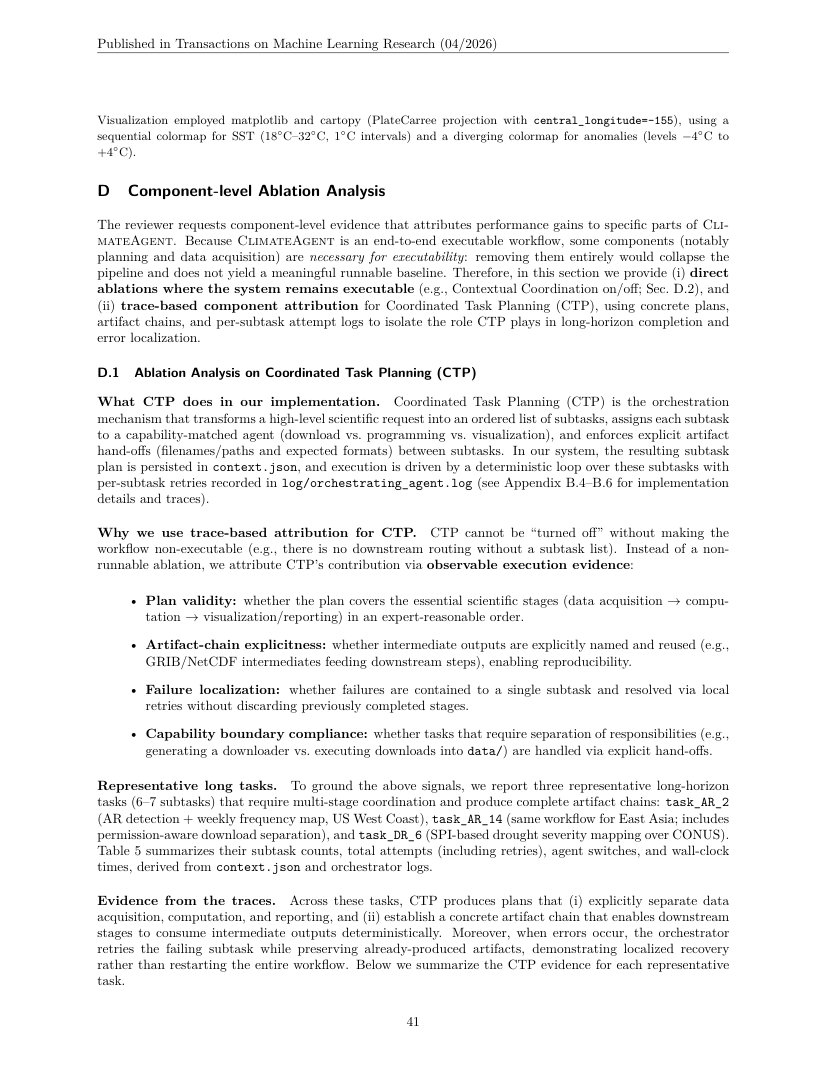 Published in Transactions on Machine Learning Research (04/2026)
Visualization employed matplotlib and cartopy (PlateCarree projection with central_longitude=-155), using a
sequential colormap for SST (18°C–32°C, 1°C intervals) and a diverging colormap for anomalies (levels −4°C to
+4°C).
D Component-level Ablation Analysis
The reviewer requests component-level evidence that attributes performance gains to specific parts of CLI-
MATEAGENT. Because CLIMATEAGENT is an end-to-end executable workflow, some components (notably
planning and data acquisition) are necessary for executability: removing them entirely would collapse the
pipeline and does not yield a meaningful runnable baseline. Therefore, in this section we provide (i) direct
ablations where the system remains executable (e.g., Contextual Coordination on/off; Sec. D.2), and
(ii) trace-based component attribution for Coordinated Task Planning (CTP), using concrete plans,
artifact chains, and per-subtask attempt logs to isolate the role CTP plays in long-horizon completion and
error localization.
D.1 Ablation Analysis on Coordinated Task Planning (CTP)
What CTP does in our implementation. Coordinated Task Planning (CTP) is the orchestration
mechanism that transforms a high-level scientific request into an ordered list of subtasks, assigns each subtask
to a capability-matched agent (download vs. programming vs. visualization), and enforces explicit artifact
hand-offs (filenames/paths and expected formats) between subtasks. In our system, the resulting subtask
plan is persisted in context.json, and execution is driven by a deterministic loop over these subtasks with
per-subtask retries recorded in log/orchestrating_agent.log (see Appendix B.4–B.6 for implementation
details and traces).
Why we use trace-based attribution for CTP. CTP cannot be “turned off” without making the
workflow non-executable (e.g., there is no downstream routing without a subtask list). Instead of a non-
runnable ablation, we attribute CTP’s contribution via observable execution evidence:
• Plan validity: whether the plan covers the essential scientific stages (data acquisition → compu-
tation → visualization/reporting) in an expert-reasonable order.
• Artifact-chain explicitness: whether intermediate outputs are explicitly named and reused (e.g.,
GRIB/NetCDF intermediates feeding downstream steps), enabling reproducibility.
• Failure localization: whether failures are contained to a single subtask and resolved via local
retries without discarding previously completed stages.
• Capability boundary compliance: whether tasks that require separation of responsibilities (e.g.,
generating a downloader vs. executing downloads into data/) are handled via explicit hand-offs.
Representative long tasks. To ground the above signals, we report three representative long-horizon
tasks (6–7 subtasks) that require multi-stage coordination and produce complete artifact chains: task_AR_2
(AR detection + weekly frequency map, US West Coast), task_AR_14 (same workflow for East Asia; includes
permission-aware download separation), and task_DR_6 (SPI-based drought severity mapping over CONUS).
Table 5 summarizes their subtask counts, total attempts (including retries), agent switches, and wall-clock
times, derived from context.json and orchestrator logs.
Evidence from the traces. Across these tasks, CTP produces plans that (i) explicitly separate data
acquisition, computation, and reporting, and (ii) establish a concrete artifact chain that enables downstream
stages to consume intermediate outputs deterministically. Moreover, when errors occur, the orchestrator
retries the failing subtask while preserving already-produced artifacts, demonstrating localized recovery
rather than restarting the entire workflow. Below we summarize the CTP evidence for each representative
task.
41